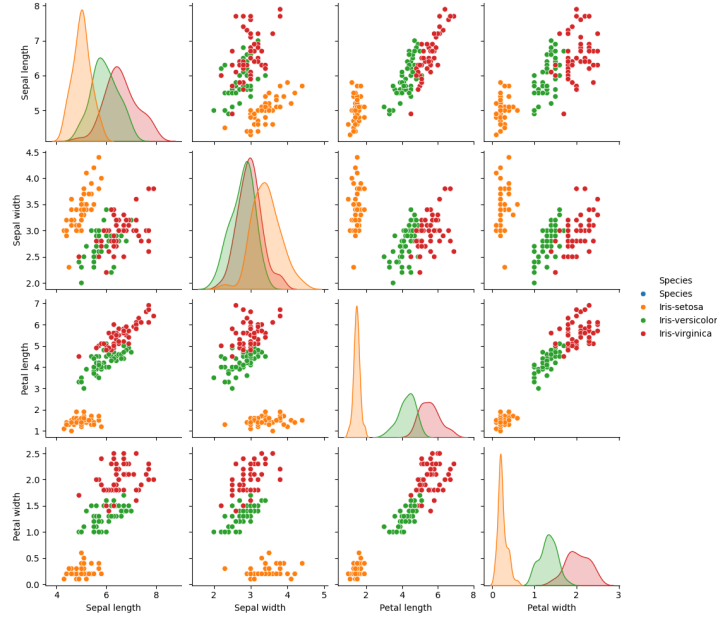 8
7
6
5
Sepal length
4.5
4.0
3.5
3.0
2.5
2.0
Sepal width
Species
Species
Iris-setosa
Iris-versicolor
Iris-virginica
7
6
5
4
3
2
1
Petal length
2.5
2.0
1.5
1.0
0.5
0.0
Petal width
4 6 8
Sepal length
2 3 4 5
Sepal width
0 2 4 6 8
Petal length
0 1 2 3
Petal width